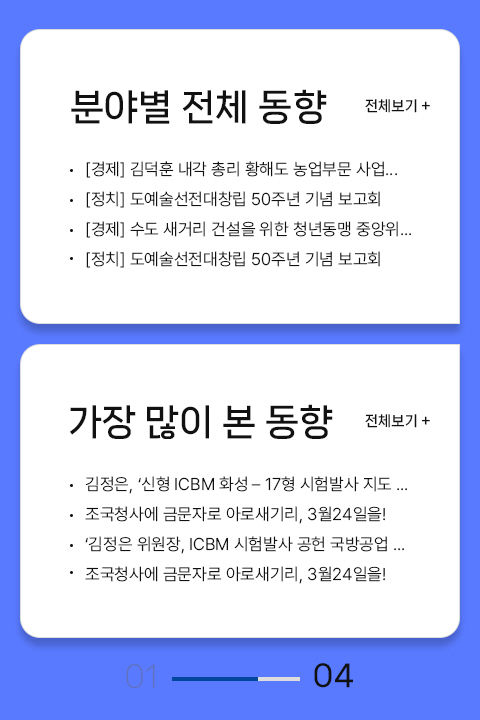 분야별 전체 동향
전체보기 +
• [경제] 김덕훈 내각 총리 황해도 농업부문 사업...
• [정치] 도예술선전대창립 50주년 기념 보고회
• [경제] 수도 새거리 건설을 위한 청년동맹 중앙위...
• [정치] 도예술선전대창립 50주년 기념 보고회
가장 많이 본 동향
전체보기 +
• 김정은, ‘신형 ICBM 화성 – 17형 시험발사 지도 ...
• 조국청사에 금문자로 아로새기리, 3월24일을!
• ‘김정은 위원장, ICBM 시험발사 공헌 국방공업 ...
• 조국청사에 금문자로 아로새기리, 3월24일을!
01 04